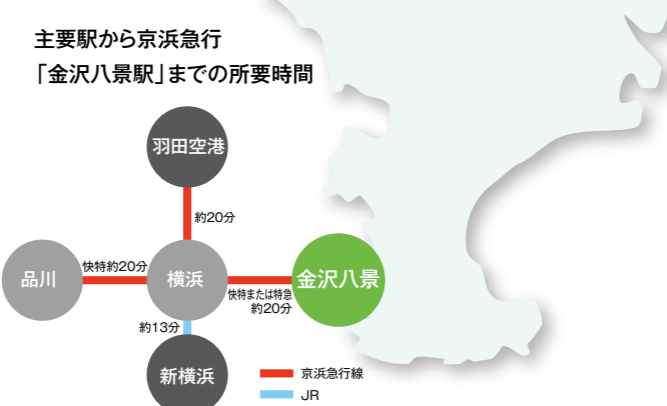 主要駅から京浜急行
「金沢八景駅」までの所要時間
羽田空港
約20分
品川
快特約20分
横浜
快特または特急
約20分
金沢八景
約13分
新横浜
京浜急行線
JR